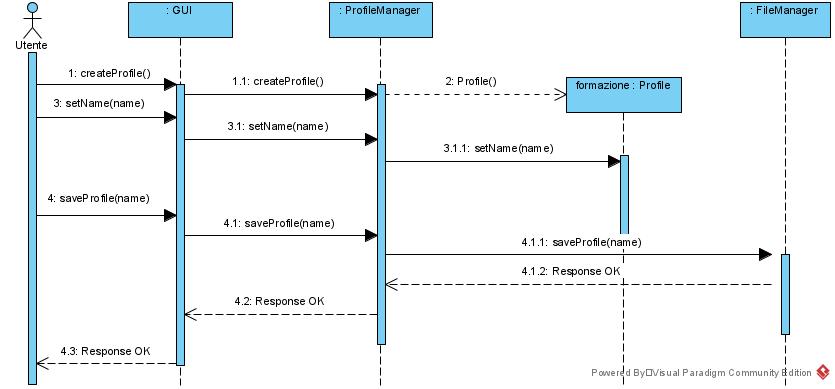 : GUI
: ProfileManager
: FileManager
Utente
1: createProfile()
1.1: createProfile()
2: Profile()
formazione : Profile
3: setName(name)
3.1: setName(name)
3.1.1: setName(name)
4: saveProfile(name)
4.1: saveProfile(name)
4.1.1: saveProfile(name)
4.1.2: Response OK
4.2: Response OK
4.3: Response OK
Powered By□Visual Paradigm Community Edition